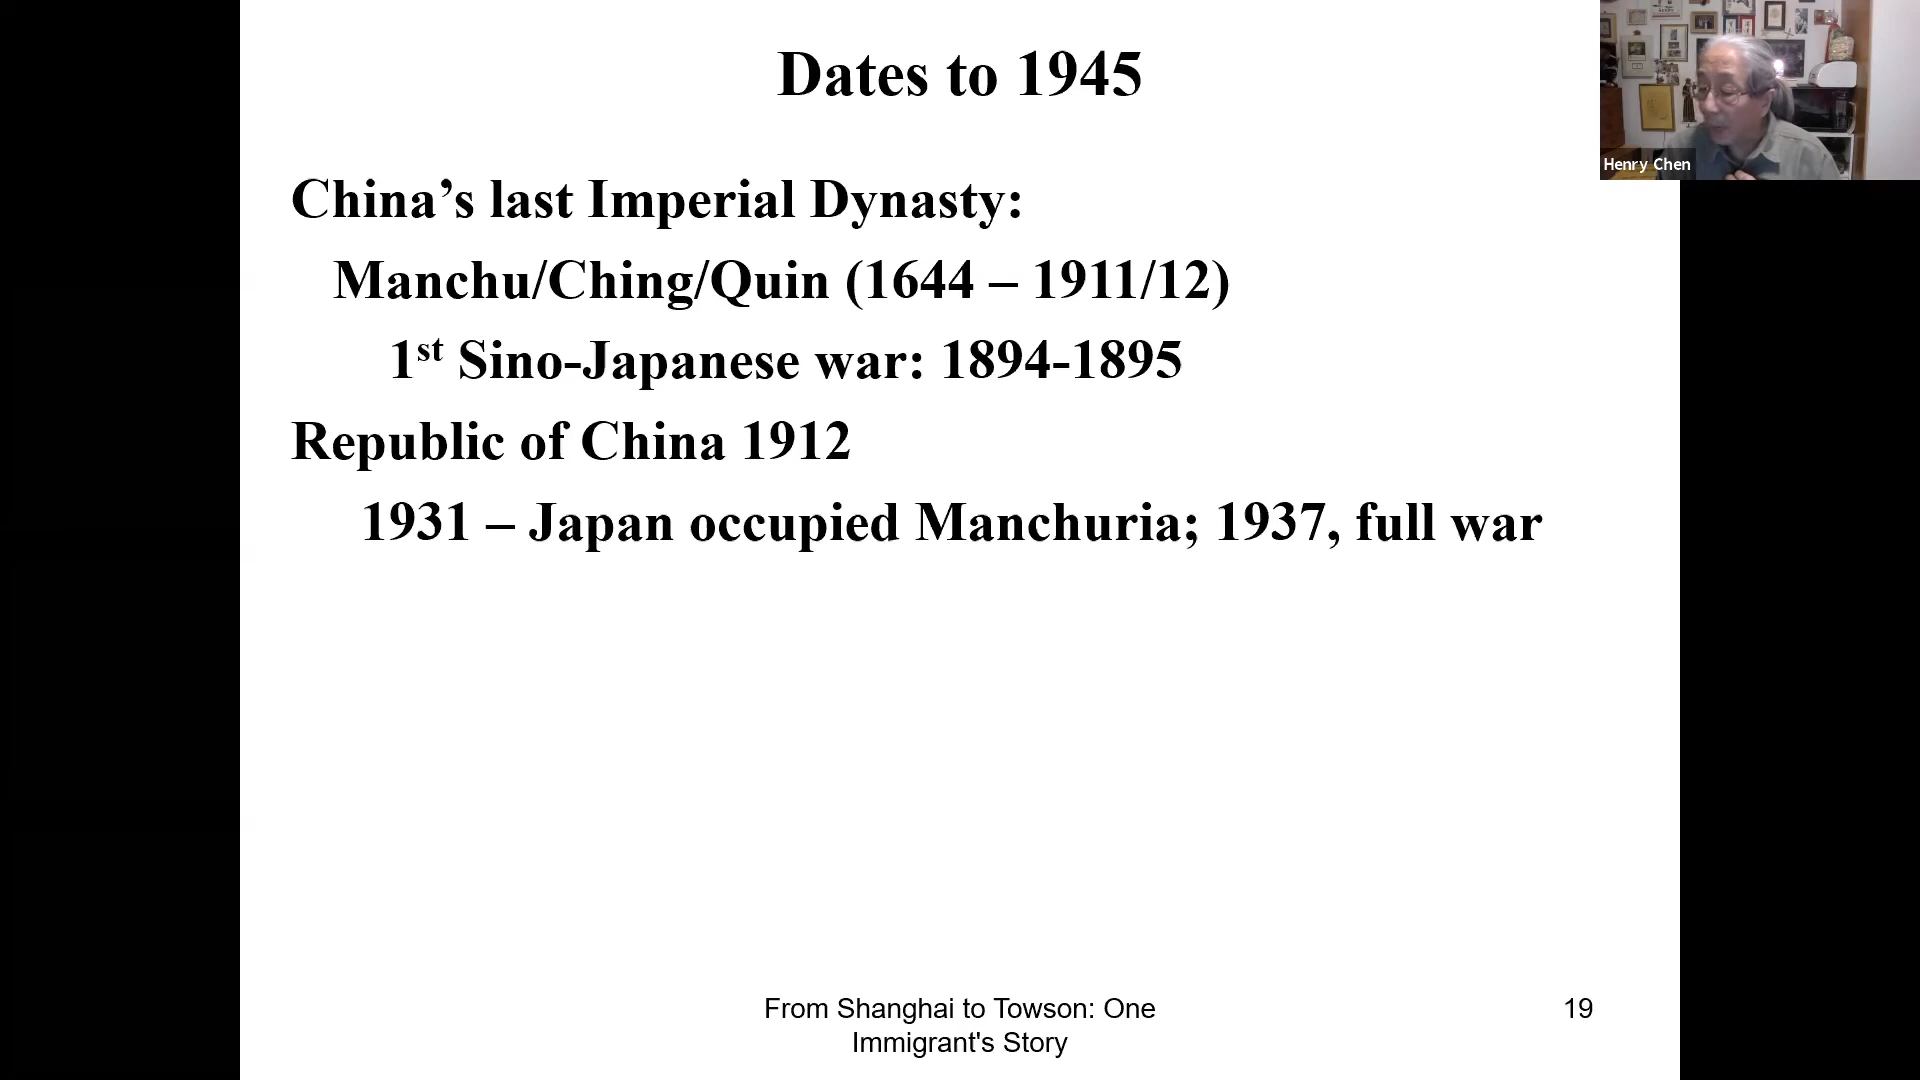 Dates to 1945
Henry Chen
China’s last Imperial Dynasty:
Manchu/Ching/Quin (1644 – 1911/12)
1st Sino-Japanese war: 1894-1895
Republic of China 1912
1931 – Japan occupied Manchuria; 1937, full war
From Shanghai to Towson: One
Immigrant's Story
19